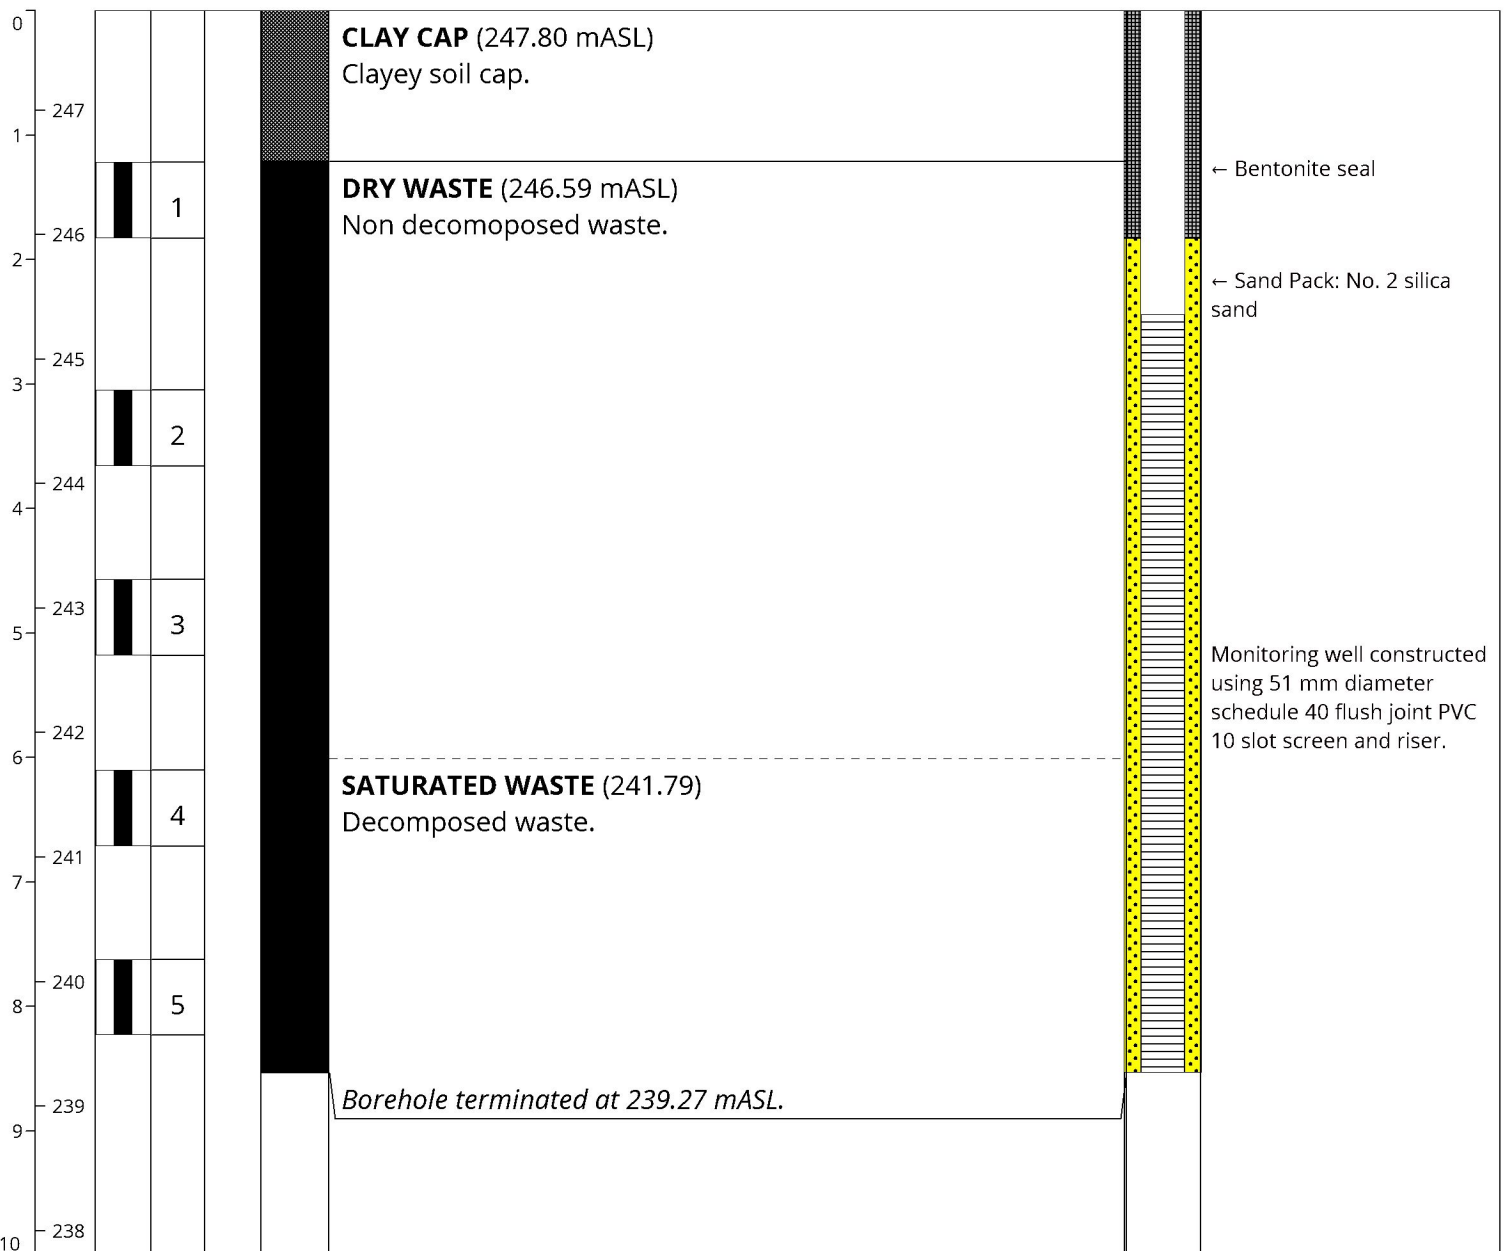 0
CLAY CAP (247.80 mASL)
Clayey soil cap.
247
1
← Bentonite seal
DRY WASTE (246.59 mASL)
1
Non decomoposed waste.
246
2
← Sand Pack: No. 2 silica
sand
245
3
2
244
4
243
3
5
Monitoring well constructed
using 51 mm diameter
schedule 40 flush joint PVC
10 slot screen and riser.
242
6
SATURATED WASTE (241.79)
4
Decomposed waste.
241
7
240
5
8
Borehole terminated at 239.27 mASL.
239
9
238
10